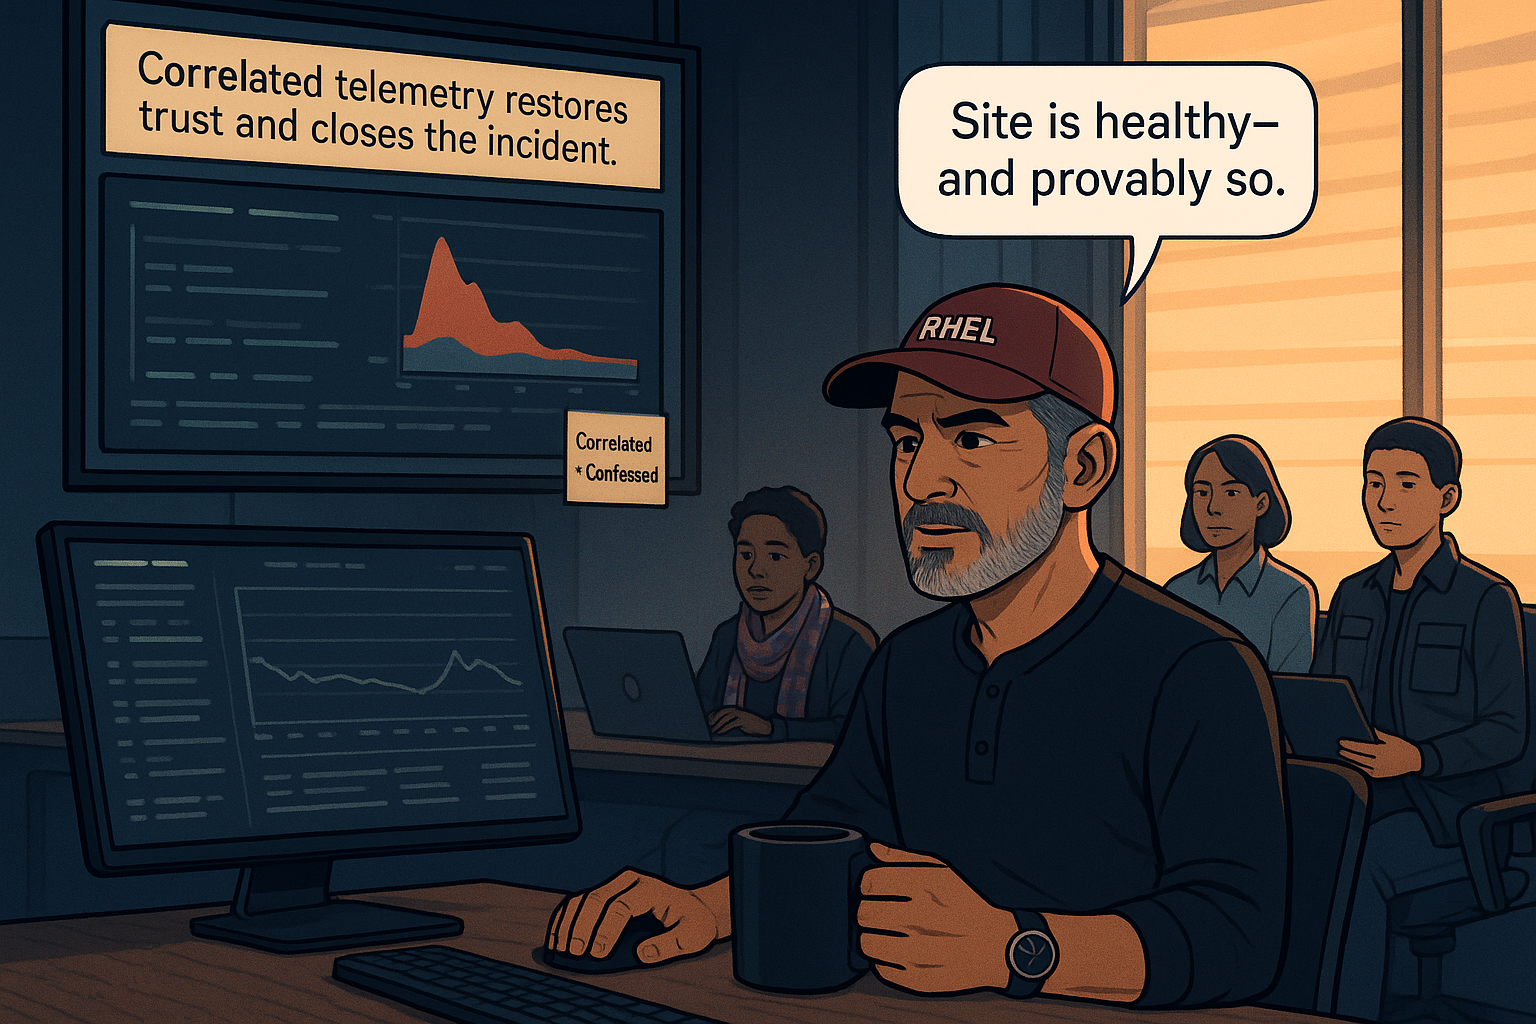 Correlated telemetry restores
trust and closes the incident.
Site is healthy–
and provably so.
RHEL
Correlated
* Confessed